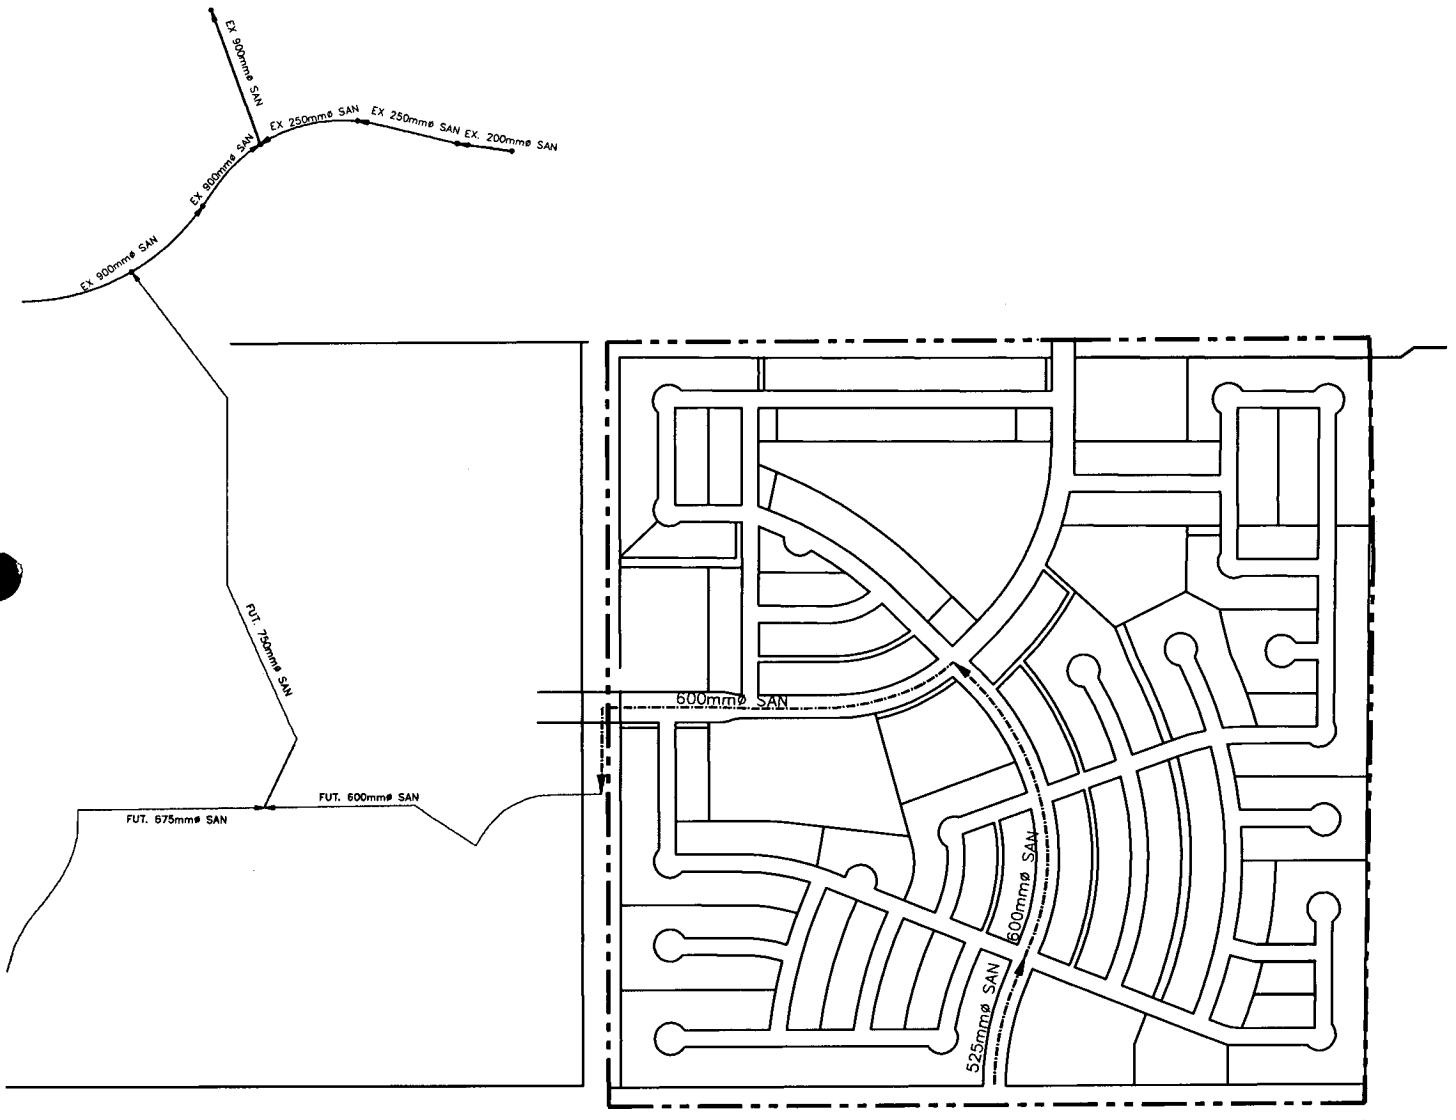 EX 900mmø SAN
EX 250mmø SAN
EX 250mmø SAN
EX. 200mmø SAN
EX 900mmø SAN
EX 900mmø SAN
FUT. 750mmø SAN
600mmø SAN
FUT. 600mmø SAN
FUT. 675mmø SAN
600mmø SAN
525mmø SAN